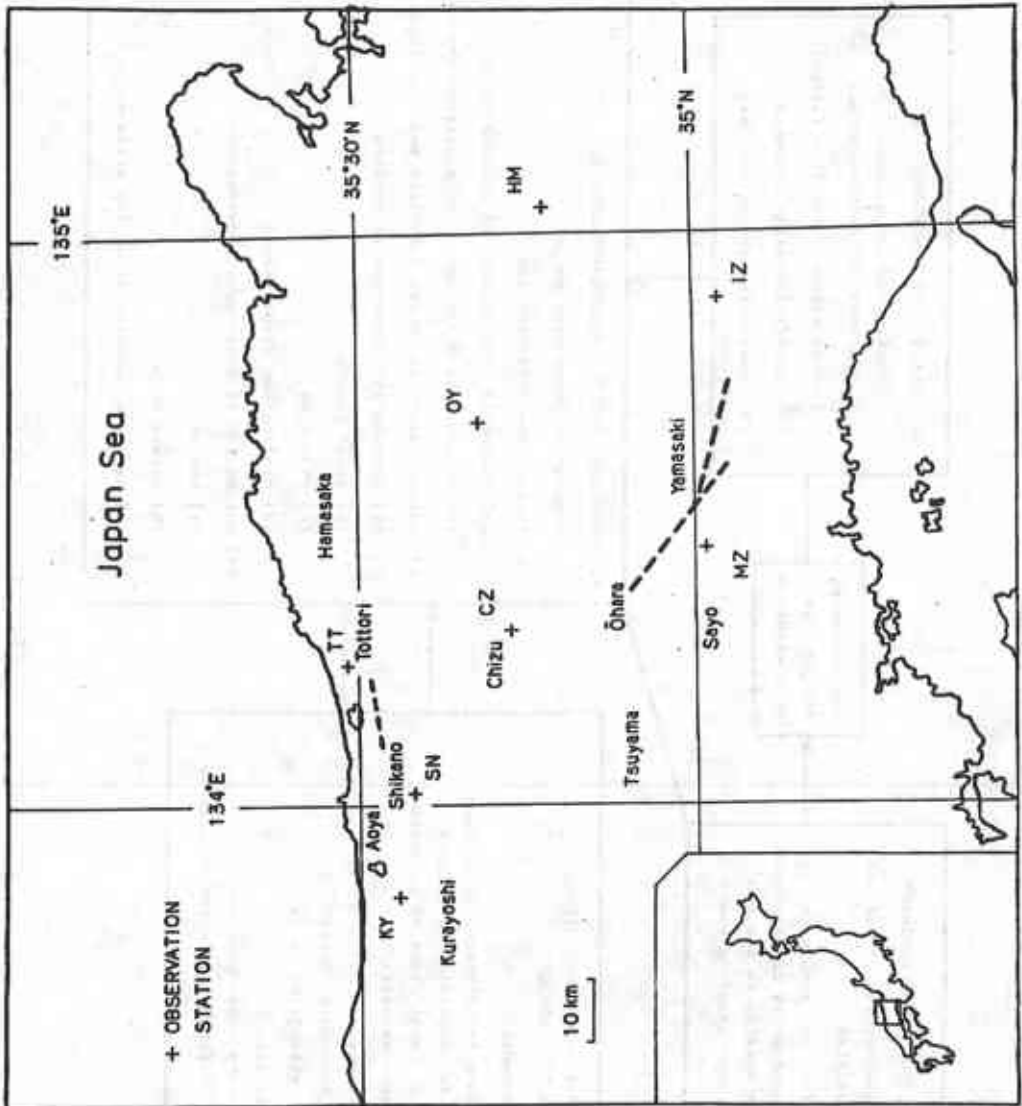 + OBSERVATION
STATION
134°E
135°E
Japan Sea
Hamasaka
TT
Tottori
35°30'N
Aoya
Shikano
KY
SN
Kurayoshi
OY
HM
Chizu
CZ
Ōhara
Tsuyama
Yamasaki
35°N
Sayo
MZ
IZ
10 km